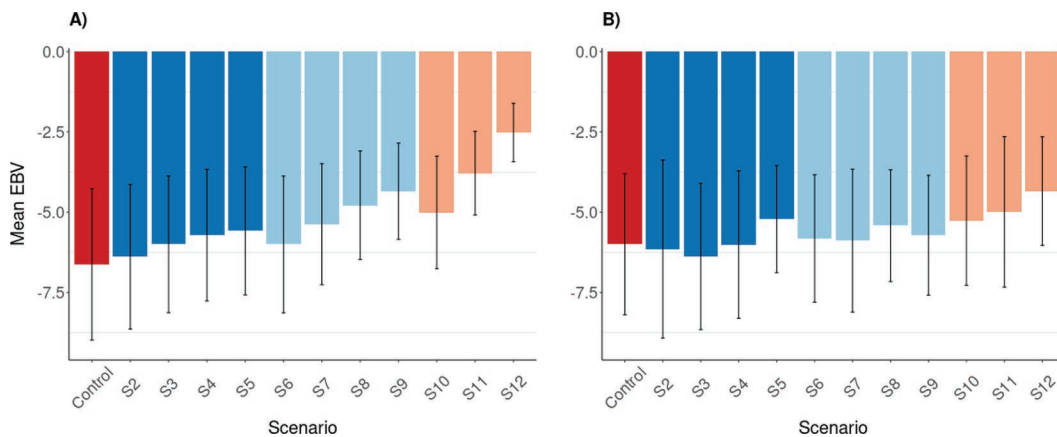 A)
Mean EBV
0.0
-2.5
-5.0
-7.5
Control
S2
S3
S4
S5
S6
S7
S8
S9
S10
S11
S12
Scenario
B)
0.0
-2.5
-5.0
-7.5
Control
S2
S3
S4
S5
S6
S7
S8
S9
S10
S11
S12
Scenario